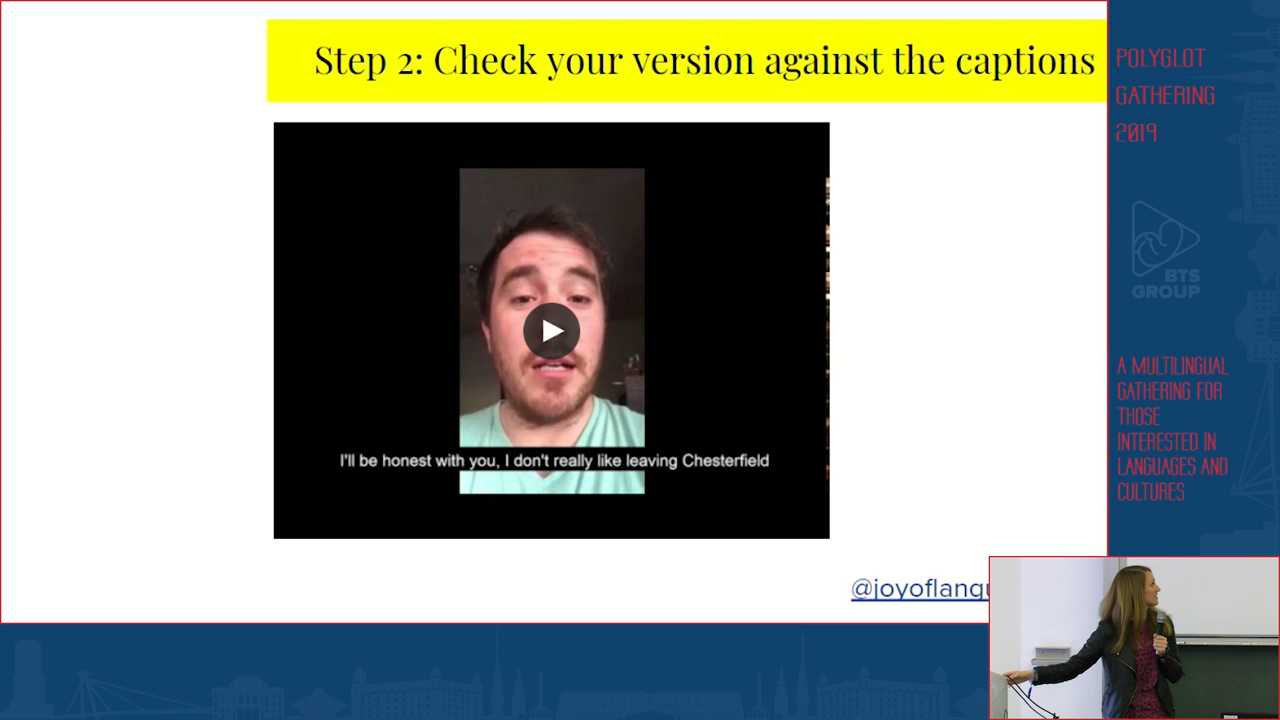 Step 2: Check your version against the captions
I'll be honest with you, I don't really like leaving Chesterfield
POLYGLOT
GATHERING
2019
BTS
GROUP
A MULTILINGUAL
GATHERING FOR
THOSE
INTERESTED IN
LANGUAGES AND
CULTURES